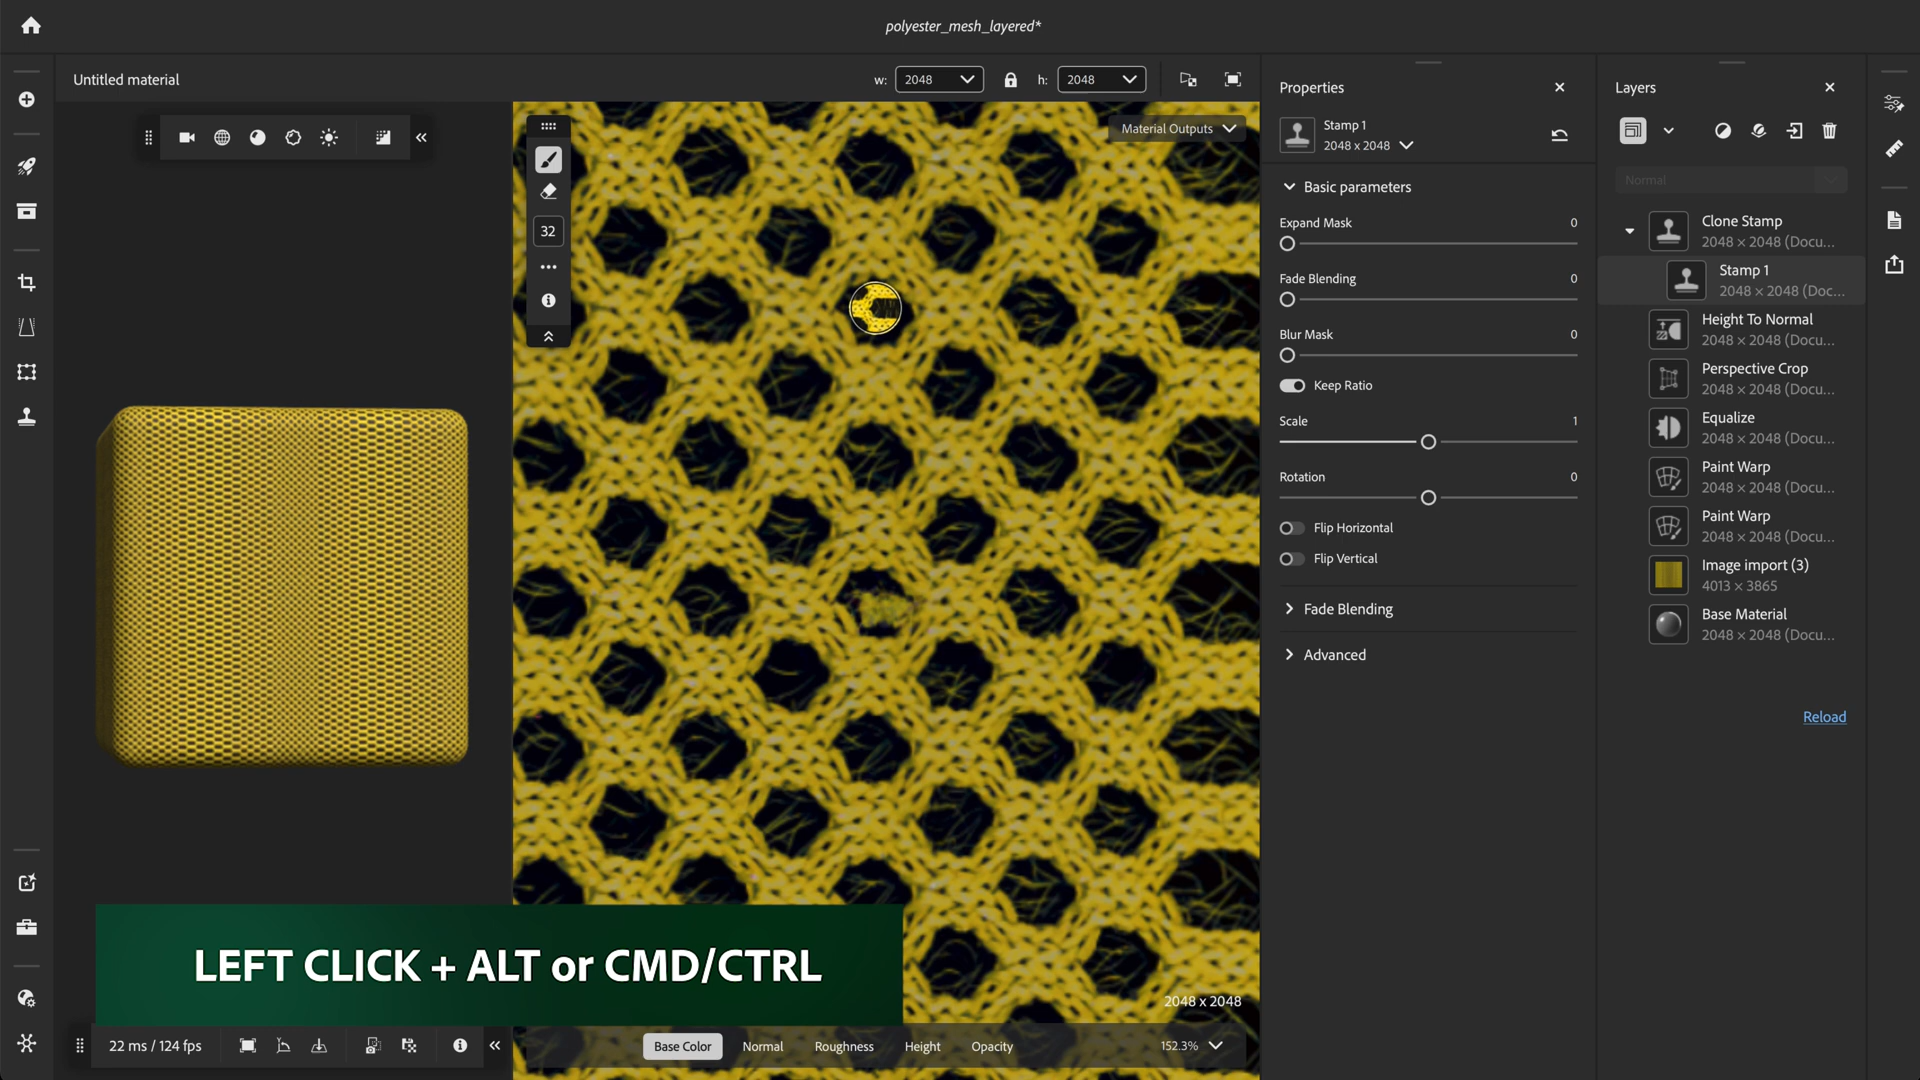 polyester_mesh_layered*
Untitled material
w: 2048 h: 2048
Material Outputs
32
2048 x 2048
LEFT CLICK + ALT or CMD/CTRL
22 ms / 124 fps
Base Color Normal Roughness Height Opacity
152.3%
Properties
Stamp 1
2048 x 2048
Basic parameters
Expand Mask 0
Fade Blending 0
Blur Mask 0
Keep Ratio
Scale 1
Rotation 0
Flip Horizontal
Flip Vertical
Fade Blending
Advanced
Layers
Normal
Clone Stamp
2048 × 2048 (Docu...
Stamp 1
2048 × 2048 (Doc...
Height To Normal
2048 × 2048 (Docu...
Perspective Crop
2048 × 2048 (Docu...
Equalize
2048 × 2048 (Docu...
Paint Warp
2048 × 2048 (Docu...
Paint Warp
2048 × 2048 (Docu...
Image import (3)
4013 × 3865
Base Material
2048 × 2048 (Docu...
Reload